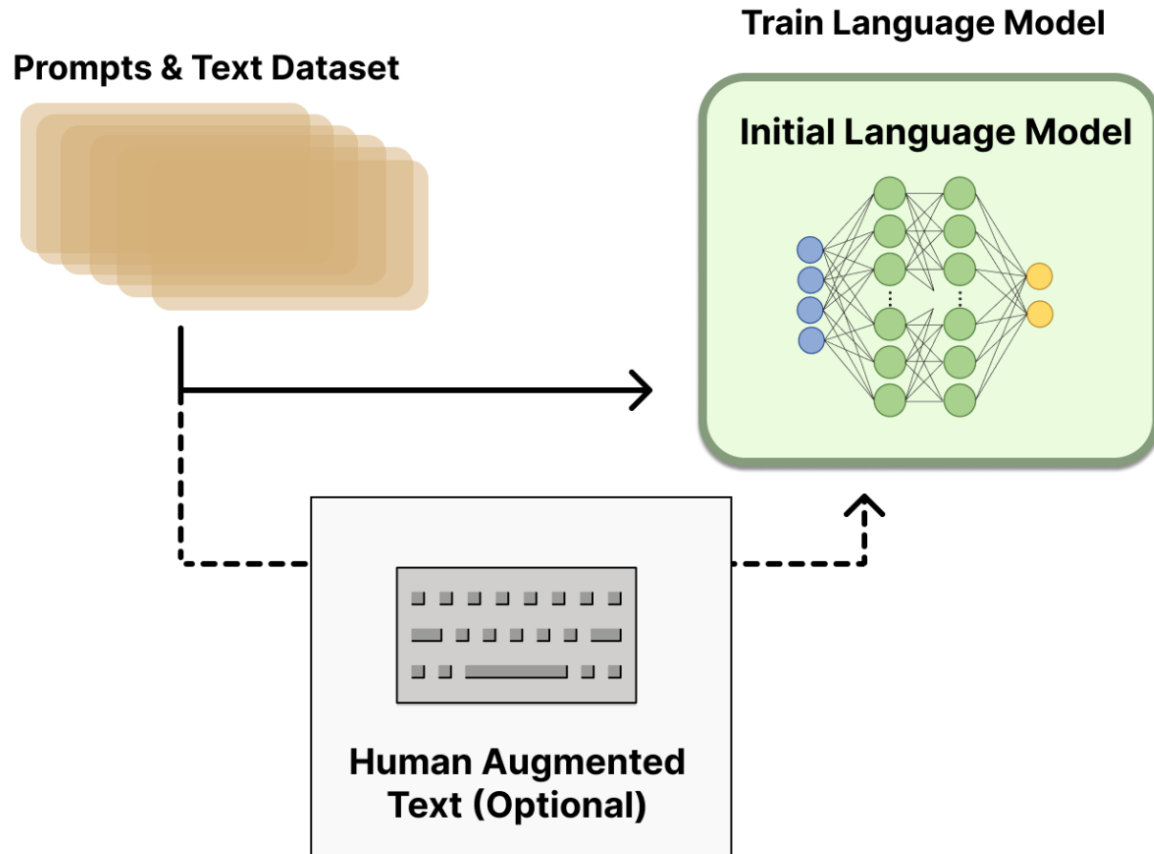 Train Language Model
Prompts & Text Dataset
Initial Language Model
Human Augmented
Text (Optional)